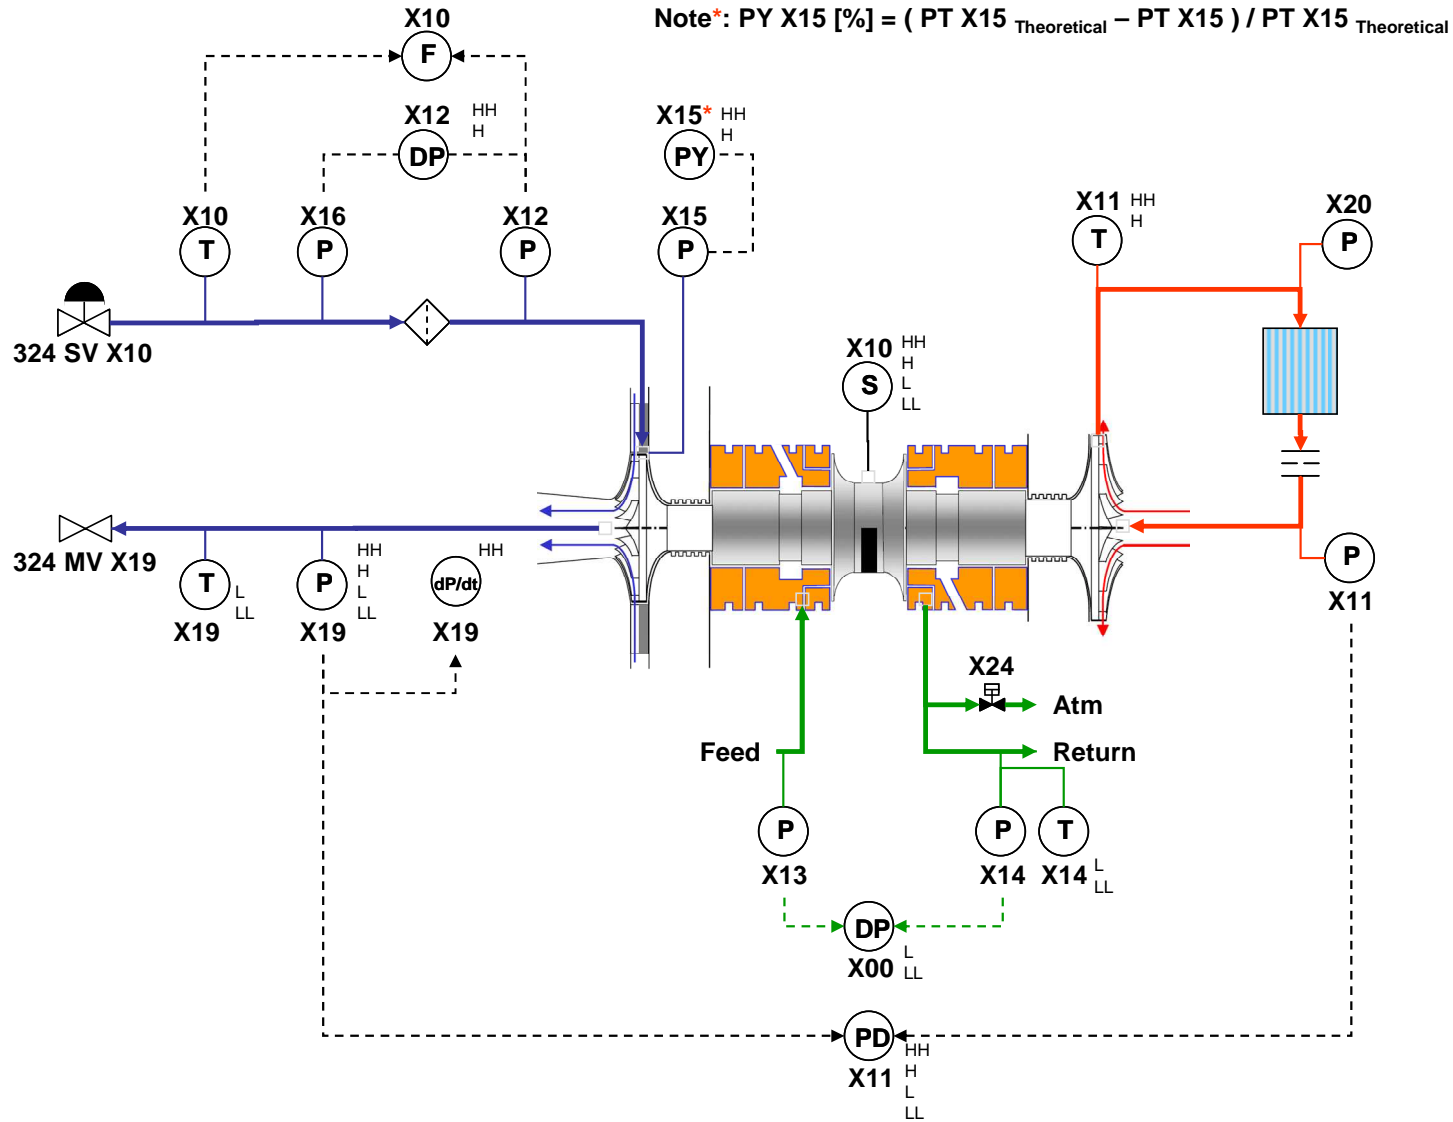 X10
Note*: PY X15 [%] = ( PT X15 Theoretical – PT X15 ) / PT X15 Theoretical
F
X12
HH
H
DP
X15*
HH
H
PY
X10
T
X16
P
X12
P
X15
P
X11
HH
H
T
X20
P
324 SV X10
X10
HH
H
L
LL
S
324 MV X19
T
L
LL
X19
P
HH
H
L
LL
X19
dP/dt
HH
X19
P
X11
X24
Atm
Feed
Return
P
X13
P
X14
T
X14
L
LL
DP
X00
L
LL
PD
X11
HH
H
L
LL